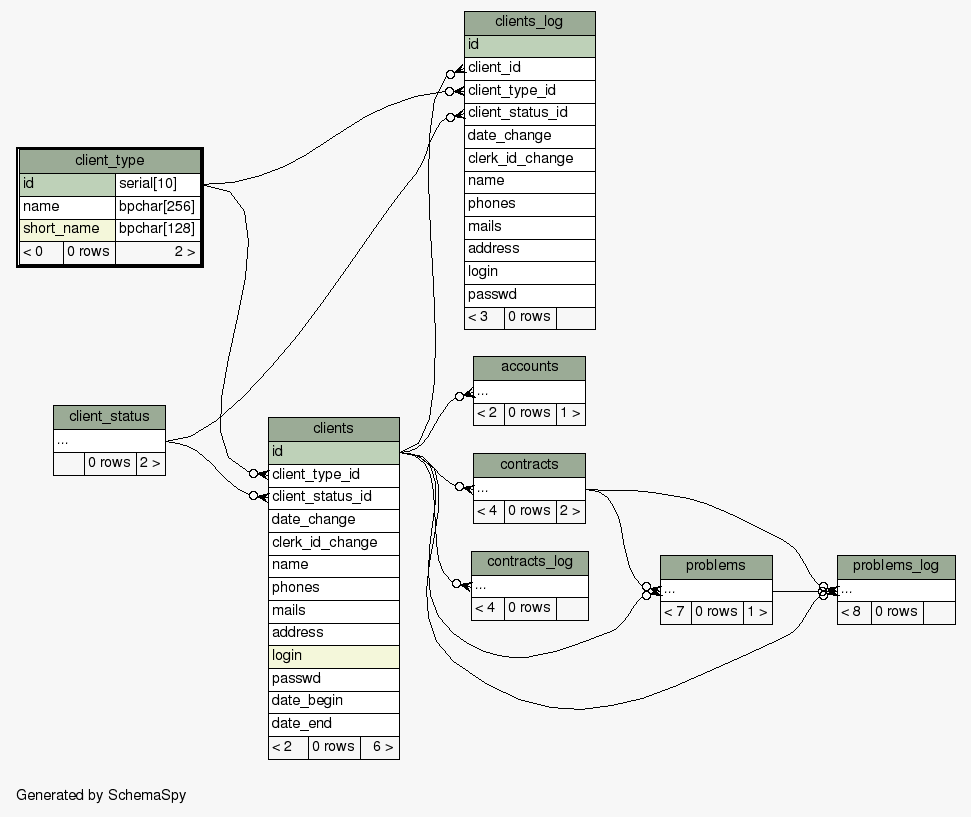 clients_log
id
client_id
client_type_id
client_status_id
date_change
clerk_id_change
name
phones
mails
address
login
passwd
< 3 0 rows
client_type
id serial[10]
name bpchar[256]
short_name bpchar[128]
< 0 0 rows 2 >
accounts
...
< 2 0 rows 1 >
client_status
...
0 rows 2 >
clients
id
client_type_id
client_status_id
date_change
clerk_id_change
name
phones
mails
address
login
passwd
date_begin
date_end
< 2 0 rows 6 >
contracts
...
< 4 0 rows 2 >
contracts_log
...
< 4 0 rows
problems
...
< 7 0 rows 1 >
problems_log
...
< 8 0 rows
Generated by SchemaSpy